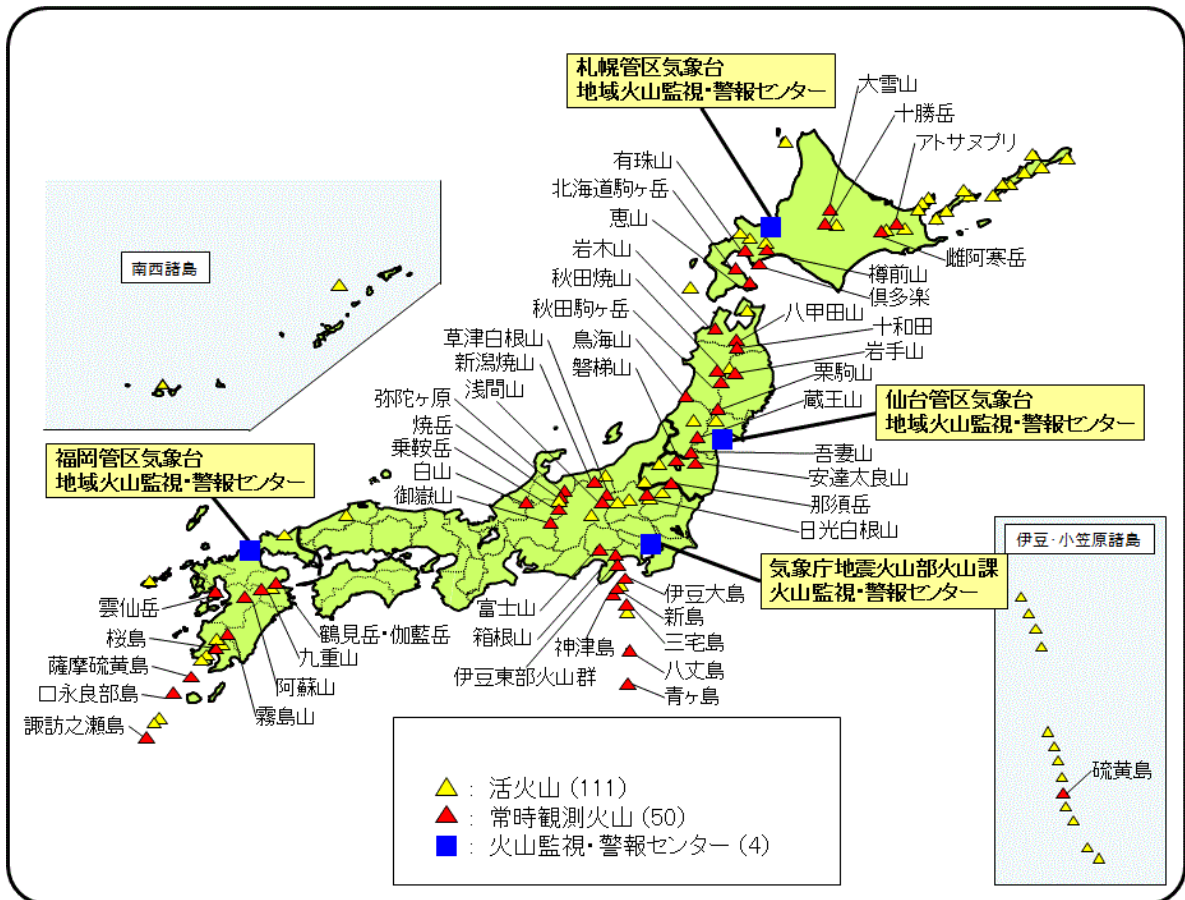 札幌管区気象台
地域火山監視・警報センター
大雪山
十勝岳
アトサヌプリ
有珠山
北海道駒ヶ岳
恵山
岩木山
秋田焼山
秋田駒ヶ岳
鳥海山
磐梯山
草津白根山
新潟焼山
浅間山
弥陀ヶ原
焼岳
乗鞍岳
白山
御嶽山
雌阿寒岳
樽前山
倶多楽
八甲田山
十和田
岩手山
栗駒山
蔵王山
仙台管区気象台
地域火山監視・警報センター
吾妻山
安達太良山
那須岳
日光白根山
南西諸島
福岡管区気象台
地域火山監視・警報センター
気象庁地震火山部火山課
火山監視・警報センター
伊豆・小笠原諸島
硫黄島
雲仙岳
桜島
薩摩硫黄島
口永良部島
諏訪之瀬島
鶴見岳・伽藍岳
九重山
阿蘇山
霧島山
富士山
箱根山
伊豆東部火山群
伊豆大島
新島
神津島
三宅島
八丈島
青ヶ島
: 活火山 (111)
: 常時観測火山 (50)
: 火山監視・警報センター (4)